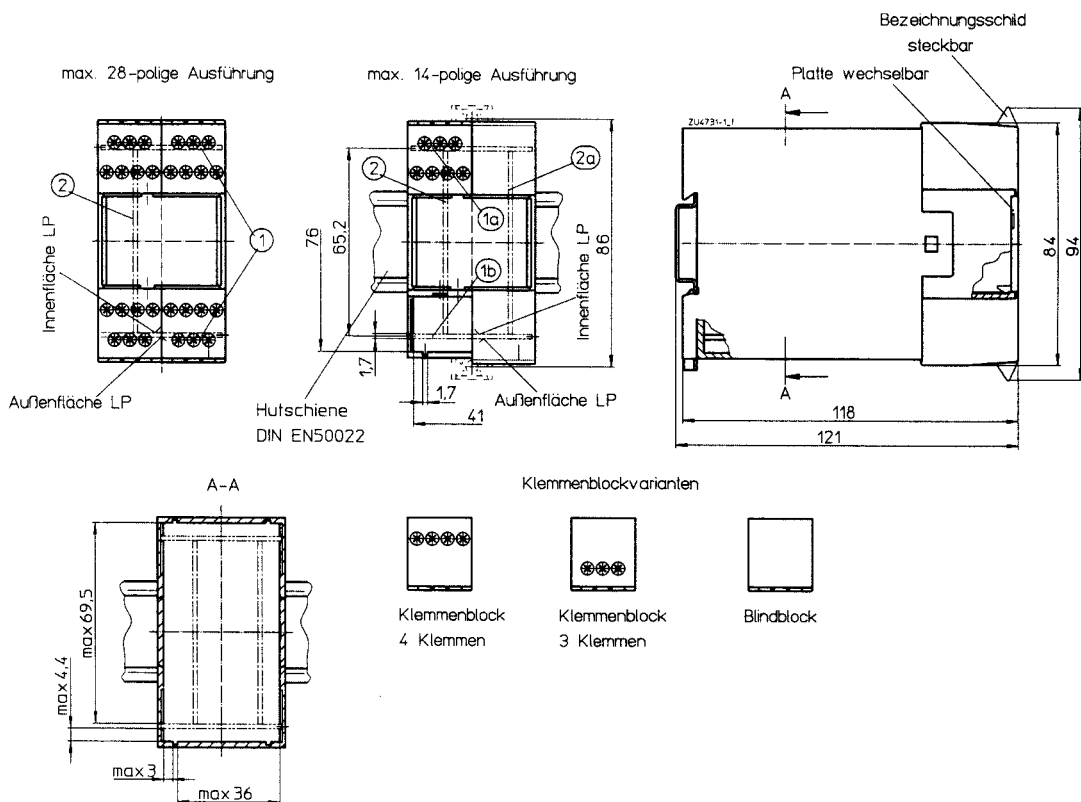 Bezeichnungsschild
steckbar
Platte wechselbar
max. 28-polige Ausführung
max. 14-polige Ausführung
A
ZU4731-1_1
2
2
2a
1a
1
1b
Innenfläche LP
76
65,2
86
Innenfläche LP
84
94
1,7
1,7
41
Außenfläche LP
Außenfläche LP
Hutschiene
DIN EN50022
A
118
121
A-A
Klemmenblockvarianten
max 69,5
max 4,4
max 3
max 36
Klemmenblock
4 Klemmen
Klemmenblock
3 Klemmen
Blindblock